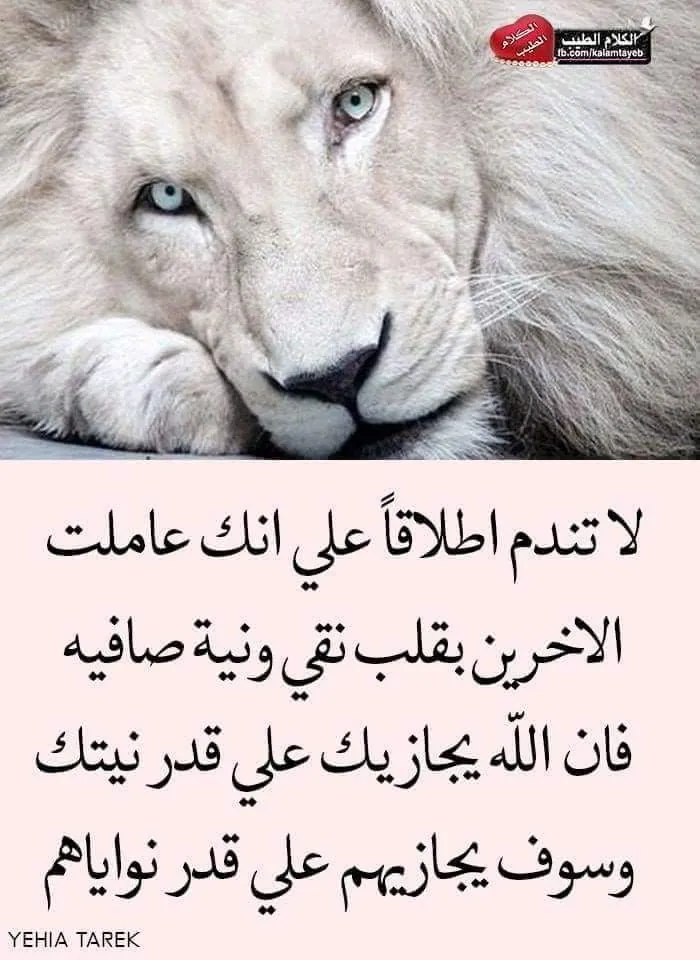 الكلام الطيب
الكلام الطيب
fb.com/kalamtayeb
لا تندم اطلاقاً علي انك عاملت
الاخرين بقلب نقي ونية صافيه
فان الله يجازيك علي قدر نيتك
وسوف يجازيهم علي قدر نواياهم
YEHIA TAREK